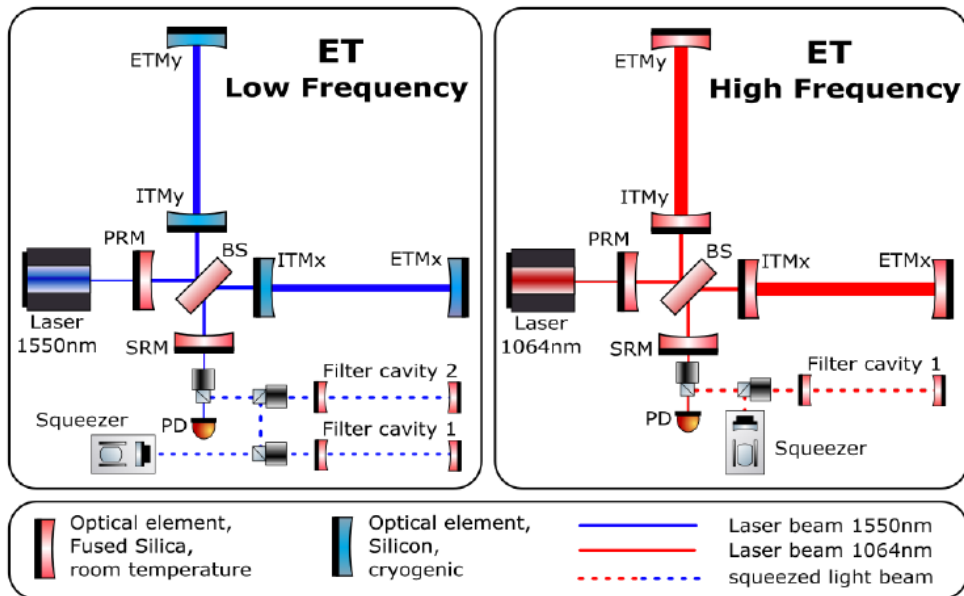 ET
Low Frequency
ETMy
ITMy
PRM
BS
ITMx
ETMx
Laser
1550nm
SRM
Filter cavity 2
PD
Squeezer
Filter cavity 1
ET
High Frequency
ETMy
ITMy
PRM
BS
ITMx
ETMx
Laser
1064nm
SRM
Filter cavity 1
PD
Squeezer
Optical element,
Fused Silica,
room temperature
Optical element,
Silicon,
cryogenic
Laser beam 1550nm
Laser beam 1064nm
squeezed light beam